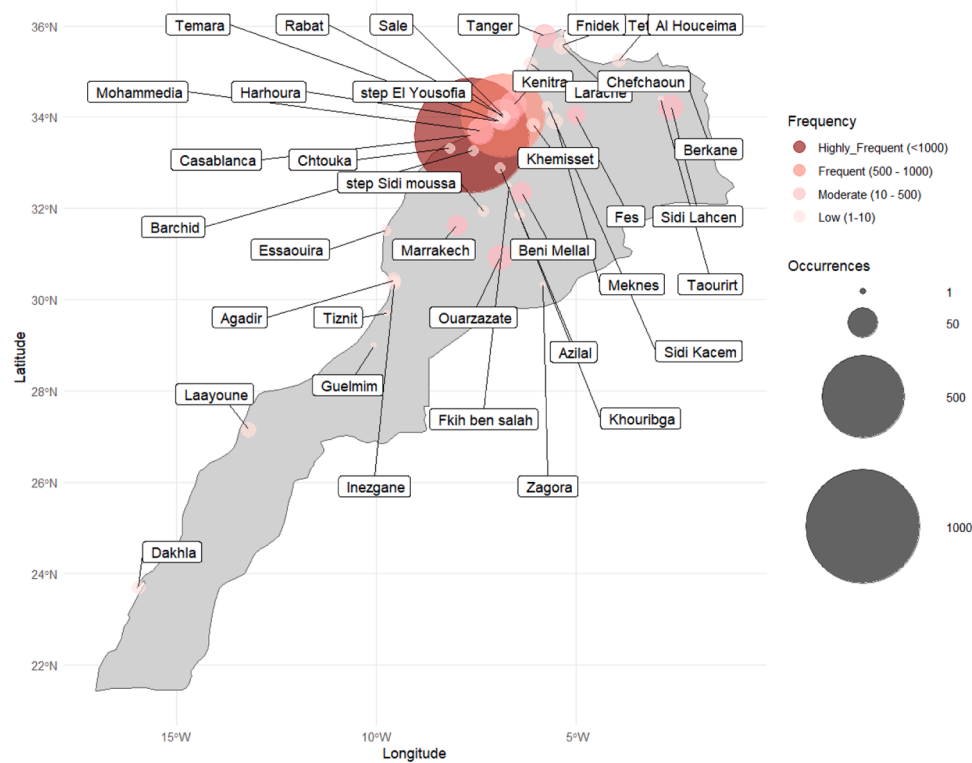 36°N
34°N
32°N
30°N
28°N
26°N
24°N
22°N
Latitude
15°W
10°W
5°W
Longitude
Temara
Rabat
Sale
Tanger
Fnidek
Al Houceima
Mohammedia
Harhoura
step El Yousofia
Kenitra
Larache
Chefchaoun
Casablanca
Chtouka
Khemisset
Berkane
step Sidi moussa
Barchid
Fes
Sidi Lahcen
Essaouira
Marrakech
Beni Mellal
Meknes
Taourirt
Agadir
Tiznit
Ouarzazate
Azilal
Sidi Kacem
Guelmim
Laayoune
Fkih ben salah
Khouribga
Inezgane
Zagora
Dakhla
Frequency
Highly_Frequent (<1000)
Frequent (500 - 1000)
Moderate (10 - 500)
Low (1-10)
Occurrences
1
50
500
1000